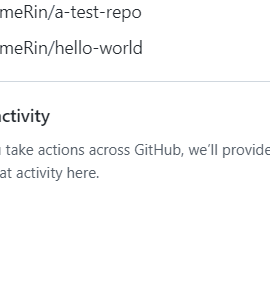 meRin/a-test-repo
meRin/hello-world
ctivity
take actions across GitHub, we'll provide
at activity here.